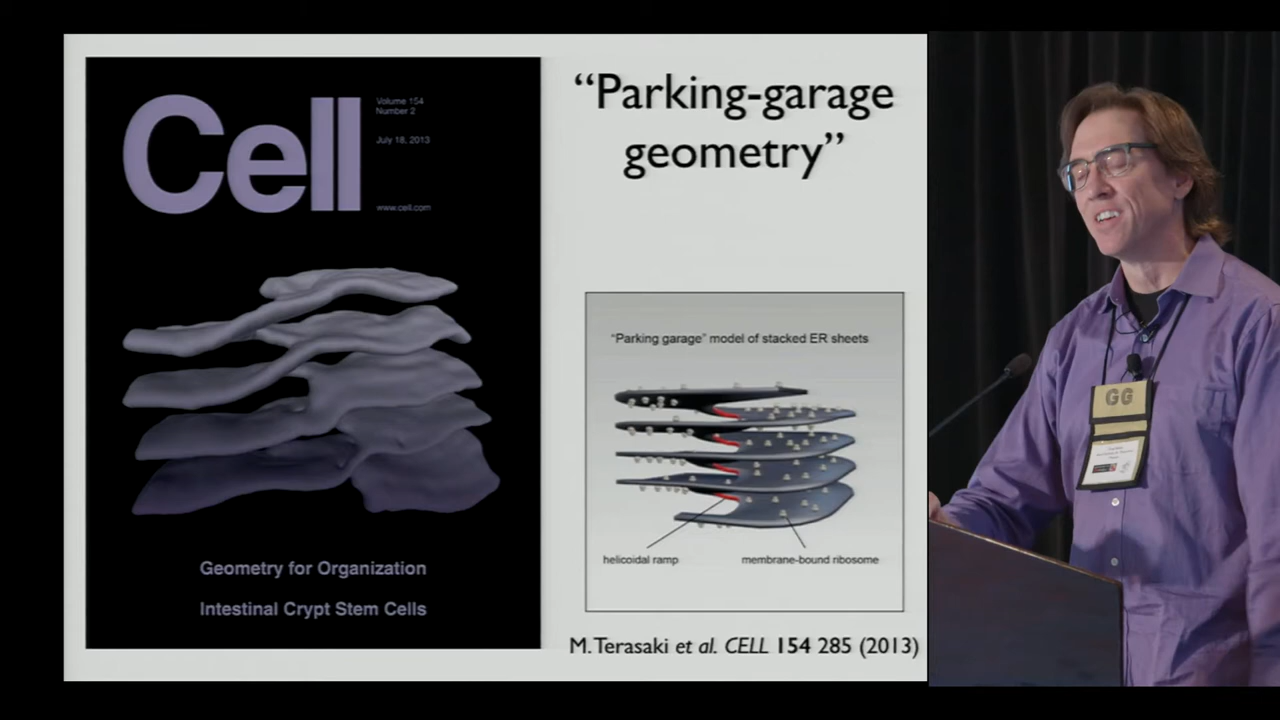 Cell
Volume 154
Number 2
July 18, 2013
www.cell.com
Geometry for Organization
Intestinal Crypt Stem Cells
“Parking-garage
geometry”
“Parking garage” model of stacked ER sheets
helicoidal ramp
membrane-bound ribosome
M. Terasaki et al. CELL 154 285 (2013)
GG